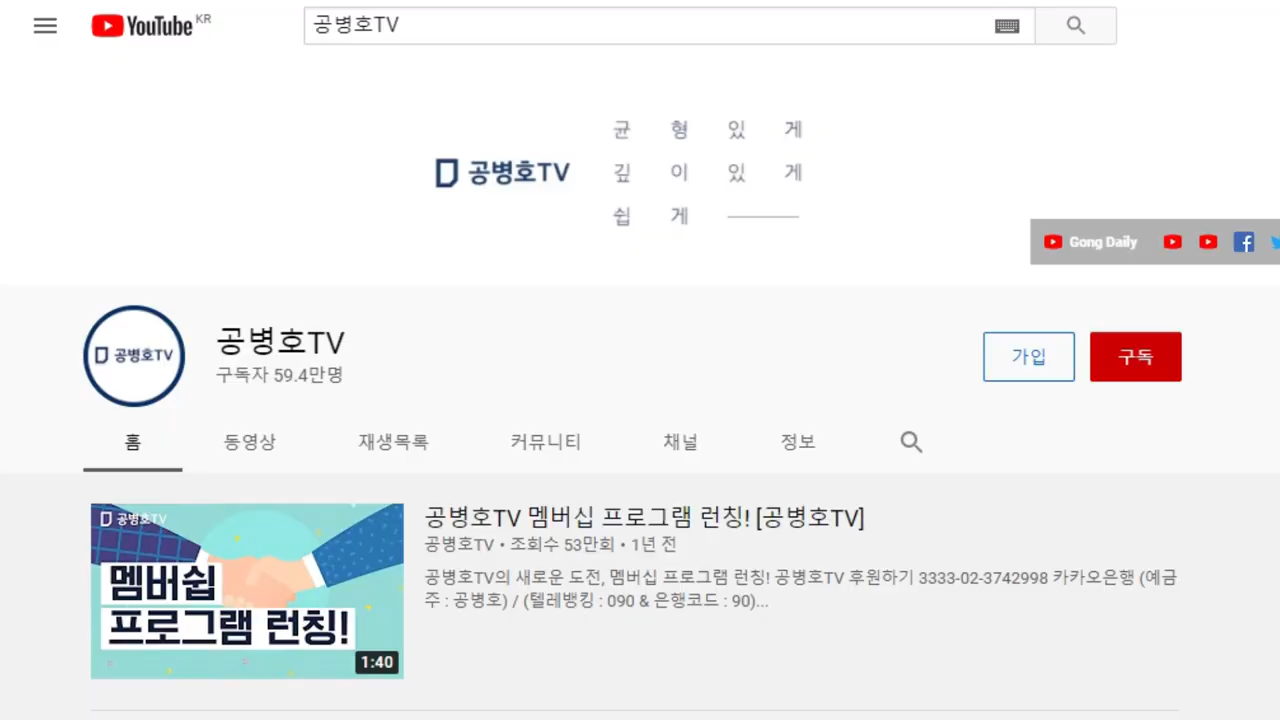 YouTube KR
공병호TV
공병호TV
균 형 있 게
깊 이 있 게
쉽 게
Gong Daily
공병호TV
공병호TV
구독자 59.4만명
가입
구독
홈 동영상 재생목록 커뮤니티 채널 정보
공병호TV
멤버쉽
프로그램 런칭!
1:40
공병호TV 멤버십 프로그램 런칭! [공병호TV]
공병호TV • 조회수 53만회 • 1년 전
공병호TV의 새로운 도전, 멤버십 프로그램 런칭! 공병호TV 후원하기 3333-02-3742998 카카오은행 (예금
주 : 공병호) / (텔레뱅킹 : 090 & 은행코드 : 90)...